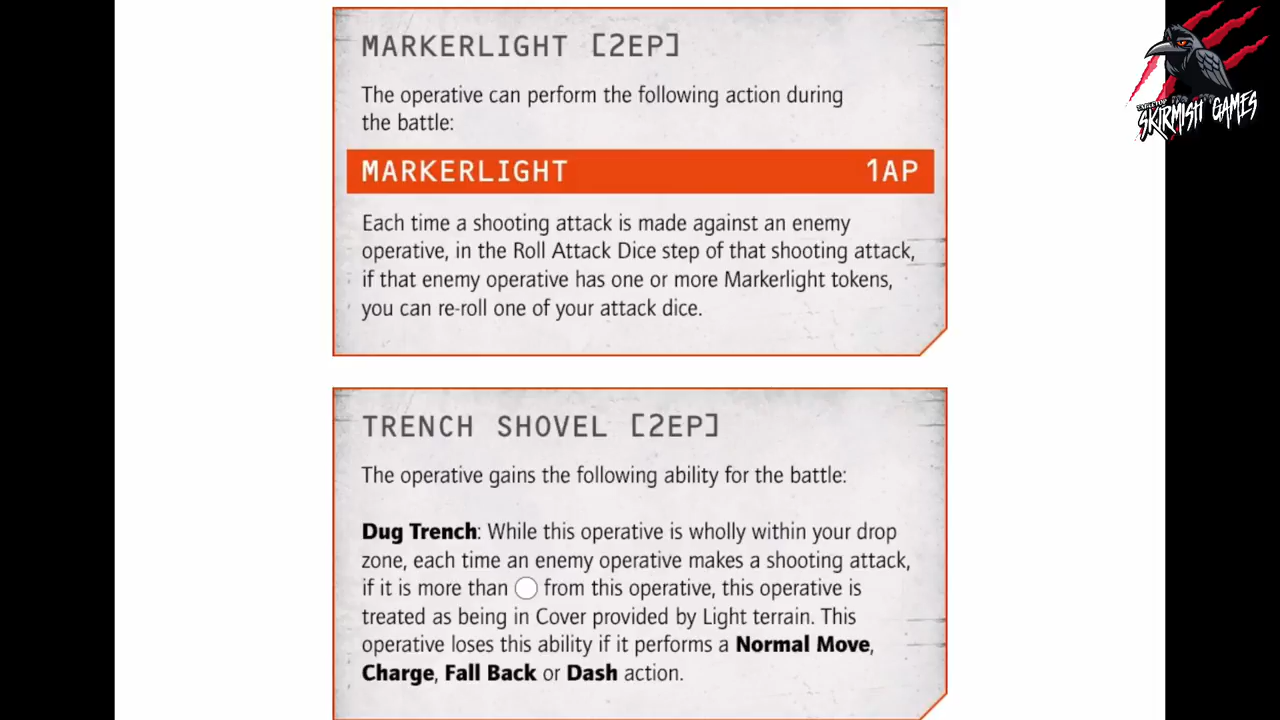 MARKERLIGHT [2EP]
The operative can perform the following action during
the battle:
MARKERLIGHT 1AP
Each time a shooting attack is made against an enemy
operative, in the Roll Attack Dice step of that shooting attack,
if that enemy operative has one or more Markerlight tokens,
you can re-roll one of your attack dice.
TRENCH SHOVEL [2EP]
The operative gains the following ability for the battle:
Dug Trench: While this operative is wholly within your drop
zone, each time an enemy operative makes a shooting attack,
if it is more than from this operative, this operative is
treated as being in Cover provided by Light terrain. This
operative loses this ability if it performs a Normal Move,
Charge, Fall Back or Dash action.
TABLETOP
SKIRMISH GAMES